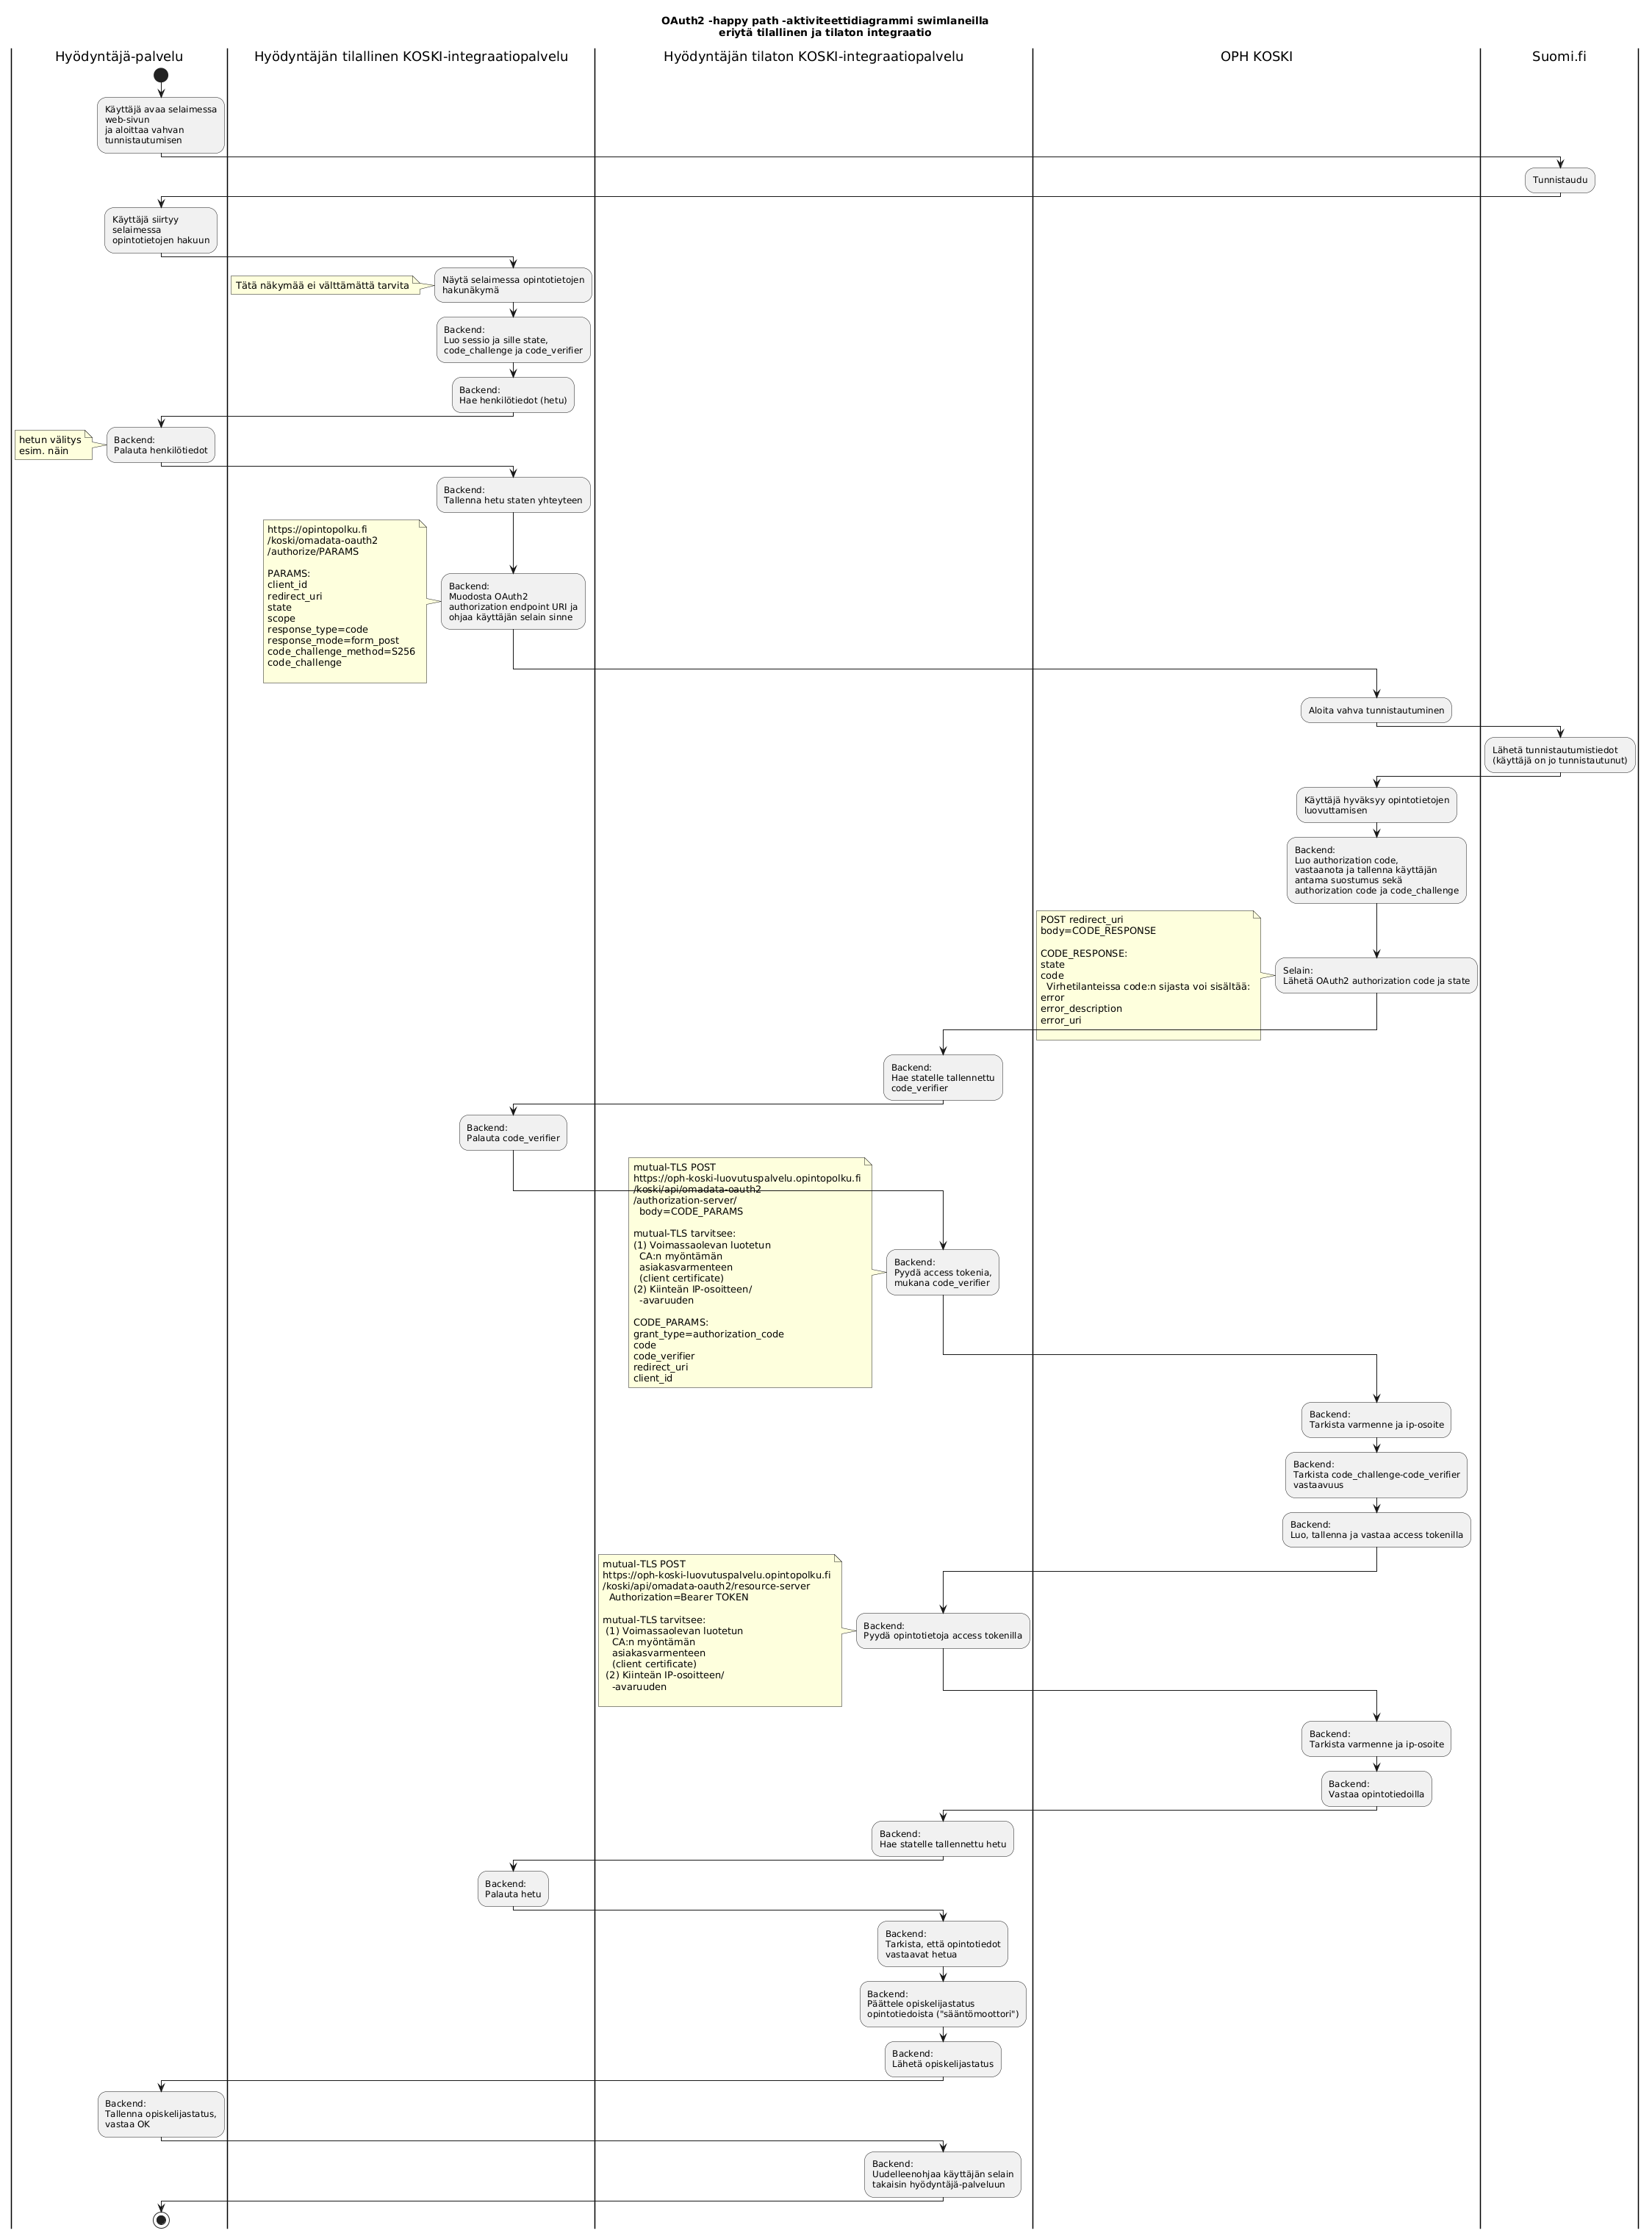 OAuth2 -happy path -aktiviteettidiagrammi swimlaneilla
eriytä tilallinen ja tilaton integraatio
Hyödyntäjä-palvelu
Hyödyntäjän tilallinen KOSKI-integraatiopalvelu
Hyödyntäjän tilaton KOSKI-integraatiopalvelu
OPH KOSKI
Suomi.fi
Käyttäjä avaa selaimessa
web-sivun
ja aloittaa vahvan
tunnistautumisen
Tunnistaudu
Käyttäjä siirtyy
selaimessa
opintotietojen hakuun
Tätä näkymää ei välttämättä tarvita
Näytä selaimessa opintotietojen
hakunäkymä
Backend:
Luo sessio ja sille state,
code_challenge ja code_verifier
Backend:
Hae henkilötiedot (hetu)
hetun välitys
esim. näin
Backend:
Palauta henkilötiedot
Backend:
Tallenna hetu staten yhteyteen
https://opintopolku.fi
/koski/omadata-oauth2
/authorize/PARAMS
PARAMS:
client_id
redirect_uri
state
scope
response_type=code
response_mode=form_post
code_challenge_method=S256
code_challenge
Backend:
Muodosta OAuth2
authorization endpoint URI ja
ohjaa käyttäjän selain sinne
Aloita vahva tunnistautuminen
Lähetä tunnistautumistiedot
(käyttäjä on jo tunnistautunut)
Käyttäjä hyväksyy opintotietojen
luovuttamisen
Backend:
Luo authorization code,
vastaanota ja tallenna käyttäjän
antama suostumus sekä
authorization code ja code_challenge
POST redirect_uri
body=CODE_RESPONSE
CODE_RESPONSE:
state
code
Virhetilanteissa code:n sijasta voi sisältää:
error
error_description
error_uri
Selain:
Lähetä OAuth2 authorization code ja state
Backend:
Hae statelle tallennettu
code_verifier
Backend:
Palauta code_verifier
mutual-TLS POST
https://oph-koski-luovutuspalvelu.opintopolku.fi
/koski/api/omadata-oauth2
/authorization-server/
body=CODE_PARAMS
mutual-TLS tarvitsee:
(1) Voimassaolevan luotetun
CA:n myöntämän
asiakasvarmenteen
(client certificate)
(2) Kiinteän IP-osoitteen/
-avaruuden
CODE_PARAMS:
grant_type=authorization_code
code
code_verifier
redirect_uri
client_id
Backend:
Pyydä access tokenia,
mukana code_verifier
Backend:
Tarkista varmenne ja ip-osoite
Backend:
Tarkista code_challenge-code_verifier
vastaavuus
Backend:
Luo, tallenna ja vastaa access tokenilla
mutual-TLS POST
https://oph-koski-luovutuspalvelu.opintopolku.fi
/koski/api/omadata-oauth2/resource-server
Authorization=Bearer TOKEN
mutual-TLS tarvitsee:
(1) Voimassaolevan luotetun
CA:n myöntämän
asiakasvarmenteen
(client certificate)
(2) Kiinteän IP-osoitteen/
-avaruuden
Backend:
Pyydä opintotietoja access tokenilla
Backend:
Tarkista varmenne ja ip-osoite
Backend:
Vastaa opintotiedoilla
Backend:
Hae statelle tallennettu hetu
Backend:
Palauta hetu
Backend:
Tarkista, että opintotiedot
vastaavat hetua
Backend:
Päättele opiskelijastatus
opintotiedoista ("sääntömoottori")
Backend:
Lähetä opiskelijastatus
Backend:
Tallenna opiskelijastatus,
vastaa OK
Backend:
Uudelleenohjaa käyttäjän selain
takaisin hyödyntäjä-palveluun